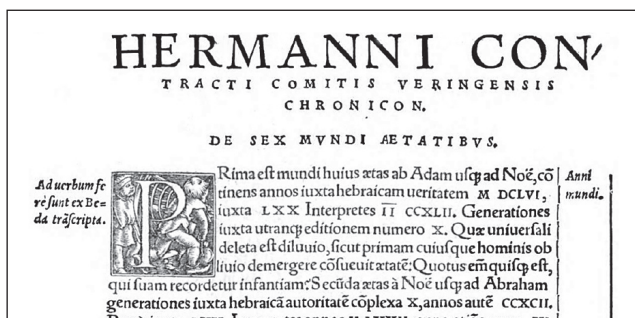 HERMANNI CON/
TRACTI COMITIS VERINGENSIS
CHRONICON.
DE SEX MVNDI AETATIBVS.
Ad uerbum fe
rè sunt ex Be=
da trãscripta.
PRima est mundi huius ætas ab Adam usq; ad Noé, cõ
tinens annos iuxta hebraicam ueritatem M DCLVI,
iuxta LXX Interpretes II̅ CCXLII. Generationes
iuxta utranq; editionem numero X. Quæ uniuersali
deleta est diluuio, sicut primam cuiusque hominis ob
liuio demergere cõsueuit ætatẽ: Quotus em̃ quisq; est,
qui suam recordetur infantiam? Secũda ætas à Noé usq; ad Abraham
generationes iuxta hebraicã autoritatẽ cõplexa X, annos autẽ CCXCII.
Anni
mundi.